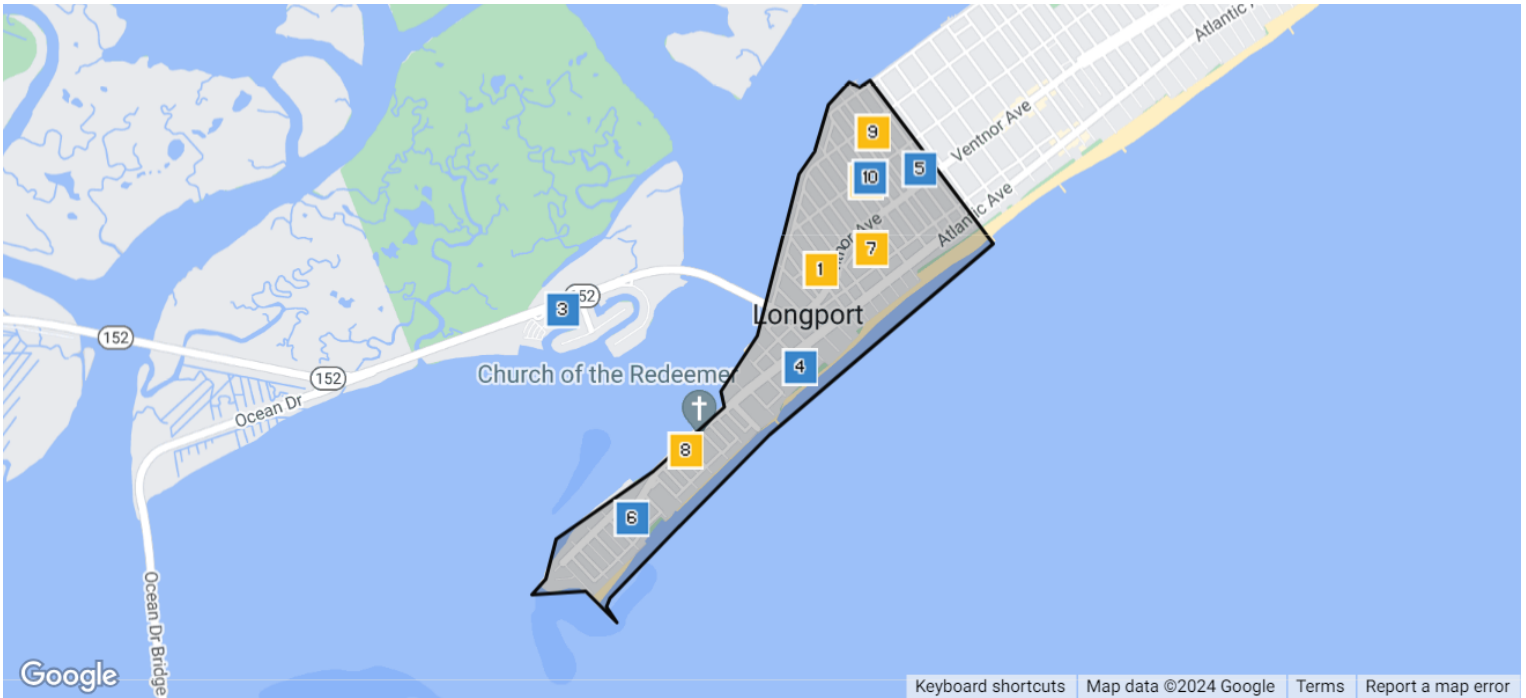 Atlantic
Ventnor Ave
9
5
10
Atlantic Ave
nor Ave
7
1
152
3
Longport
152
4
152
Church of the Redeemer
Ocean Dr
8
6
Ocean Dr Bridge
Google
Keyboard shortcuts
Map data ©2024 Google
Terms
Report a map error